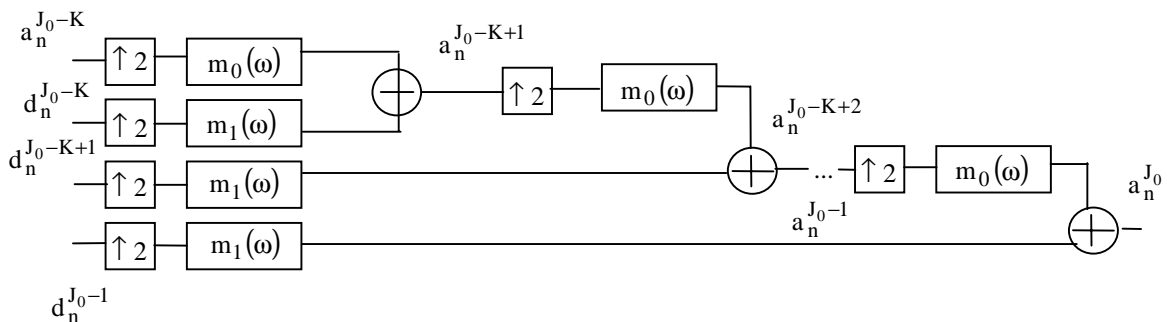 a_n^{J_0-K}
↑ 2 m_0(ω)
a_n^{J_0-K+1}
↑ 2 m_0(ω)
d_n^{J_0-K}
↑ 2 m_1(ω)
a_n^{J_0-K+2}
d_n^{J_0-K+1}
↑ 2 m_1(ω)
... ↑ 2 m_0(ω)
a_n^{J_0-1}
a_n^{J_0}
↑ 2 m_1(ω)
d_n^{J_0-1}